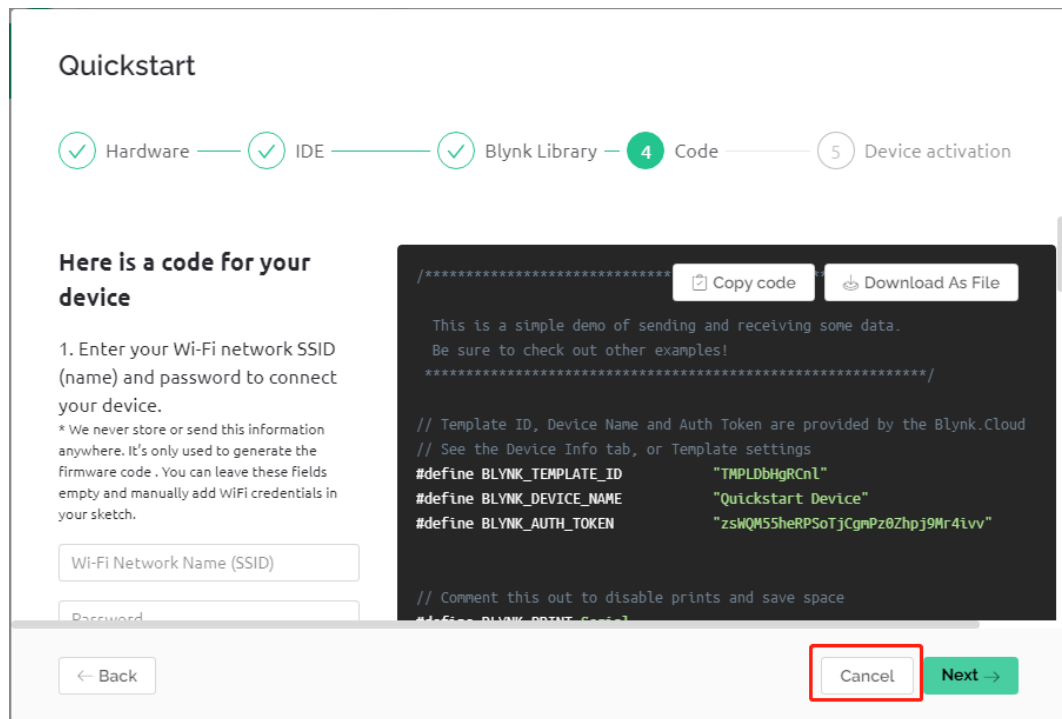 Quickstart
Hardware
IDE
Blynk Library
4
Code
5
Device activation
Here is a code for your
device
1. Enter your Wi-Fi network SSID
(name) and password to connect
your device.
* We never store or send this information
anywhere. It's only used to generate the
firmware code . You can leave these fields
empty and manually add WiFi credentials in
your sketch.
Wi-Fi Network Name (SSID)
Password
Copy code
Download As File
/*******************************
This is a simple demo of sending and receiving some data.
Be sure to check out other examples!
*************************************************************/
// Template ID, Device Name and Auth Token are provided by the Blynk.Cloud
// See the Device Info tab, or Template settings
#define BLYNK_TEMPLATE_ID "TMPLDbHgRCnl"
#define BLYNK_DEVICE_NAME "Quickstart Device"
#define BLYNK_AUTH_TOKEN "zsWQM55heRPSoTjCgmPz0Zhpj9Mr4ivv"
// Comment this out to disable prints and save space
#define BLYNK_PRINT Serial
← Back
Cancel
Next →